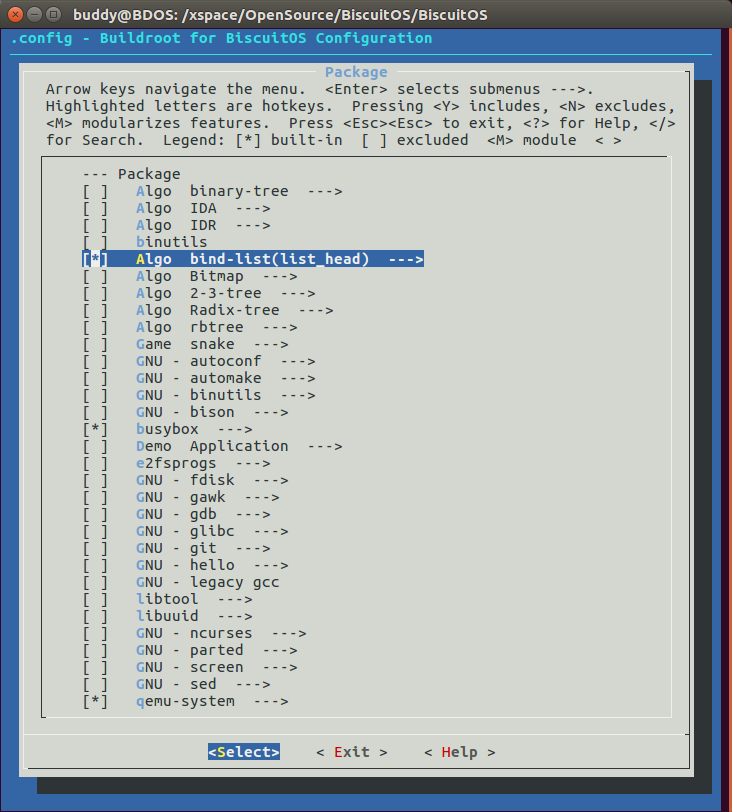 buddy@BDOS: /xspace/OpenSource/BiscuitOS/BiscuitOS
.config - Buildroot for BiscuitOS Configuration
Package
Arrow keys navigate the menu.  <Enter> selects submenus --->.
Highlighted letters are hotkeys.  Pressing <Y> includes, <N> excludes,
<M> modularizes features.  Press <Esc><Esc> to exit, <?> for Help, </>
for Search.  Legend: [*] built-in  [ ] excluded  <M> module  < >
--- Package
[ ]   Algo  binary-tree  --->
[ ]   Algo  IDA  --->
[ ]   Algo  IDR  --->
[ ]   binutils
[*]   Algo  bind-list(list_head)  --->
[ ]   Algo  Bitmap  --->
[ ]   Algo  2-3-tree  --->
[ ]   Algo  Radix-tree  --->
[ ]   Algo  rbtree  --->
[ ]   Game  snake  --->
[ ]   GNU - autoconf  --->
[ ]   GNU - automake  --->
[ ]   GNU - binutils  --->
[ ]   GNU - bison  --->
[*]   busybox  --->
[ ]   Demo  Application  --->
[ ]   e2fsprogs  --->
[ ]   GNU - fdisk  --->
[ ]   GNU - gawk  --->
[ ]   GNU - gdb  --->
[ ]   GNU - glibc  --->
[ ]   GNU - git  --->
[ ]   GNU - hello  --->
[ ]   GNU - legacy gcc
[ ]   libtool  --->
[ ]   libuuid  --->
[ ]   GNU - ncurses  --->
[ ]   GNU - parted  --->
[ ]   GNU - screen  --->
[ ]   GNU - sed  --->
[*]   qemu-system  --->
<Select>    < Exit >    < Help >